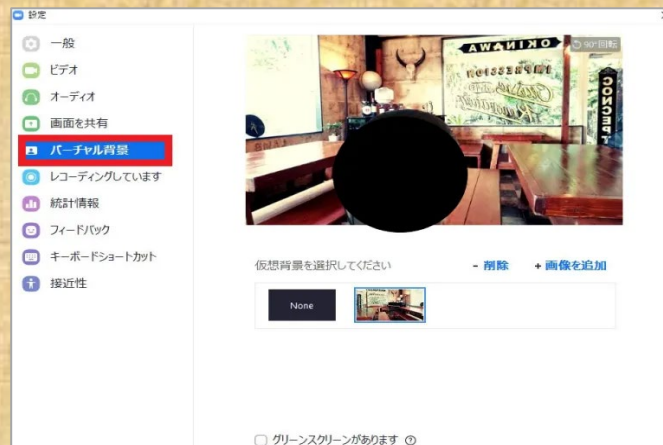 設定
一般
ビデオ
オーディオ
画面を共有
バーチャル背景
レコーディングしています
統計情報
フィードバック
キーボードショートカット
接近性
90°回転
OKINAWA
IMPRESSION
CONCEPT
仮想背景を選択してください
- 削除 + 画像を追加
None
グリーンスクリーンがあります